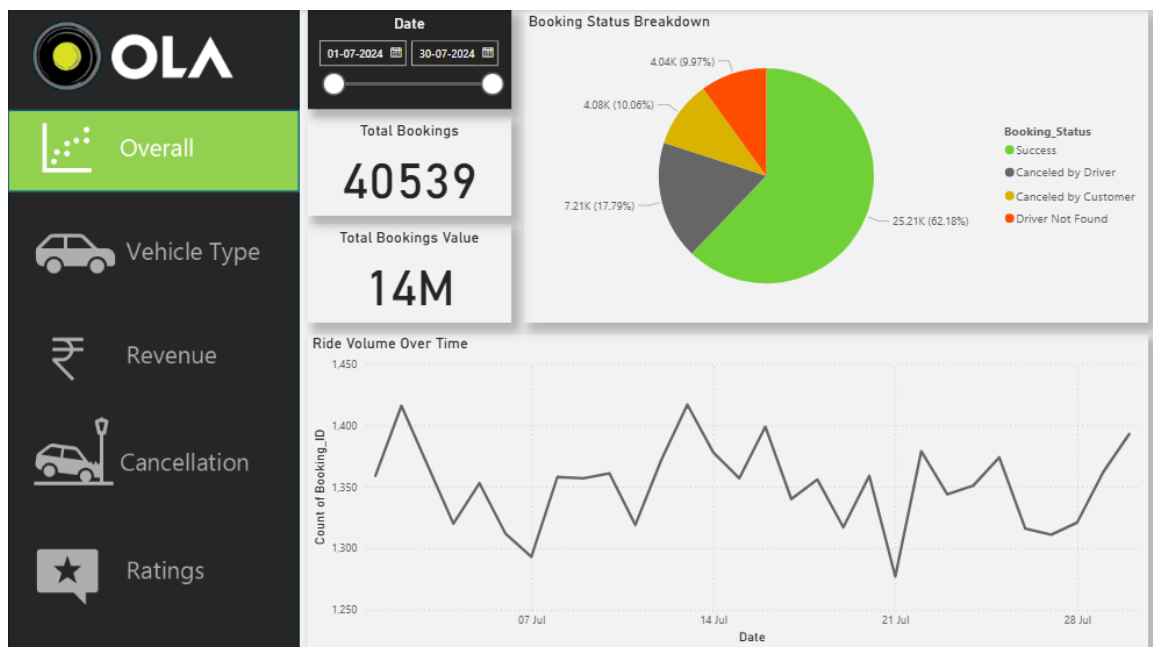 OLA
Overall
Vehicle Type
Revenue
Cancellation
Ratings
Date
01-07-2024 30-07-2024
Total Bookings
40539
Total Bookings Value
14M
Booking Status Breakdown
4.04K (9.97%)
4.08K (10.06%)
7.21K (17.79%)
25.21K (62.18%)
Booking_Status
Success
Canceled by Driver
Canceled by Customer
Driver Not Found
Ride Volume Over Time
Count of Booking_ID
1,450
1,400
1,350
1,300
1,250
07 Jul 14 Jul 21 Jul 28 Jul
Date